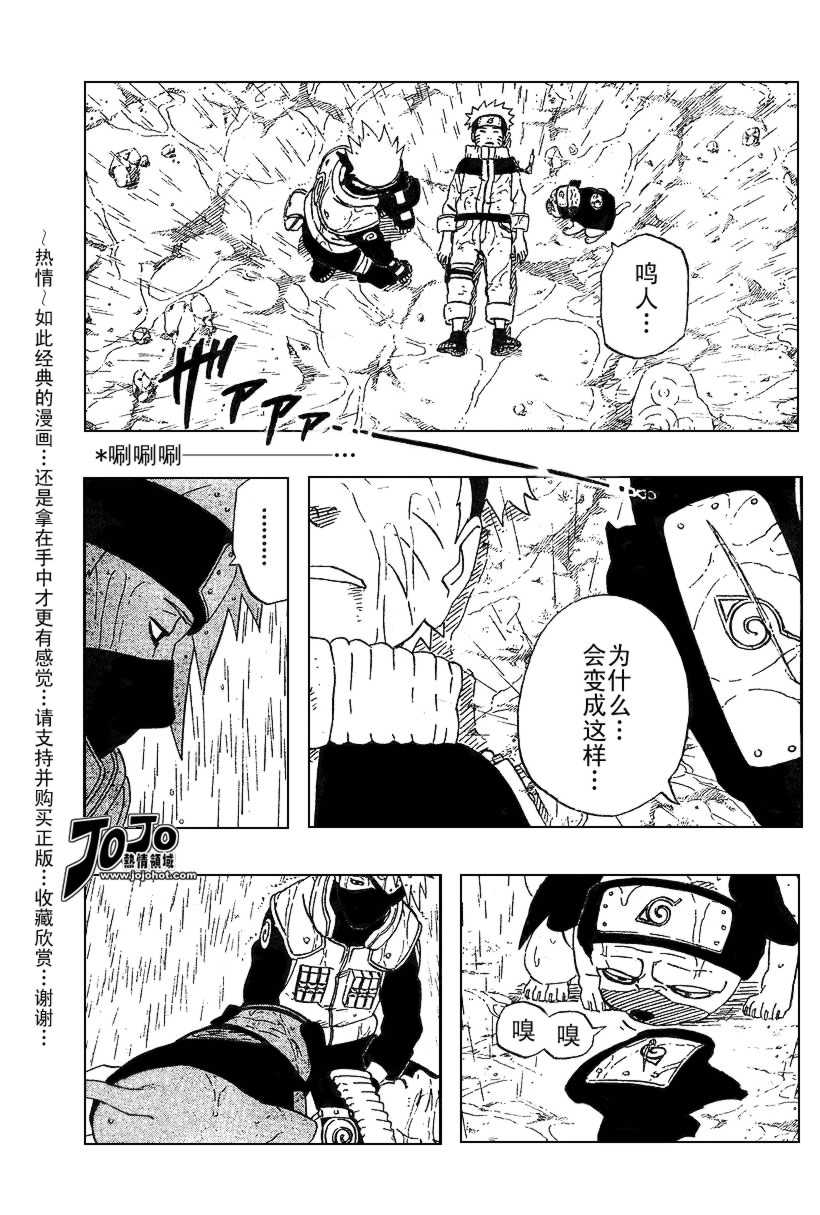 鸣人…
ザァァァ
*唰唰唰————…
为什么…
会变成这样…
………
嗅嗅
~热情~如此经典的漫画…还是拿在手中才更有感觉…请支持并购买正版…收藏欣赏…谢谢…
JOJO
熱情領域
www.jojohot.com